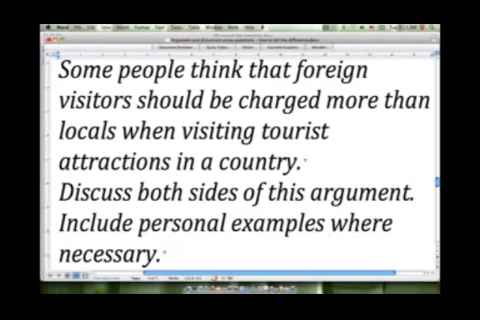 Some people think that foreign
visitors should be charged more than
locals when visiting tourist
attractions in a country.
Discuss both sides of this argument.
Include personal examples where
necessary.